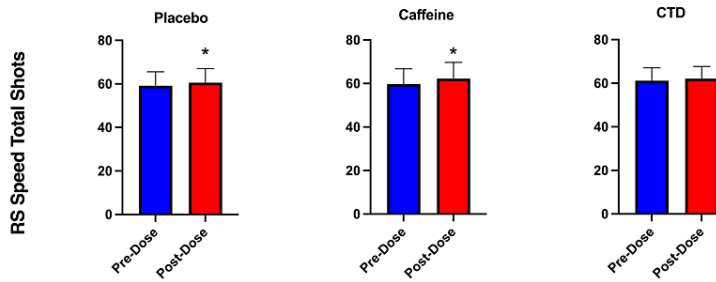 Placebo
Caffeine
CTD
RS Speed Total Shots
80
60
40
20
0
*
Pre-Dose
Post-Dose
80
60
40
20
0
*
Pre-Dose
Post-Dose
80
60
40
20
0
Pre-Dose
Post-Dose